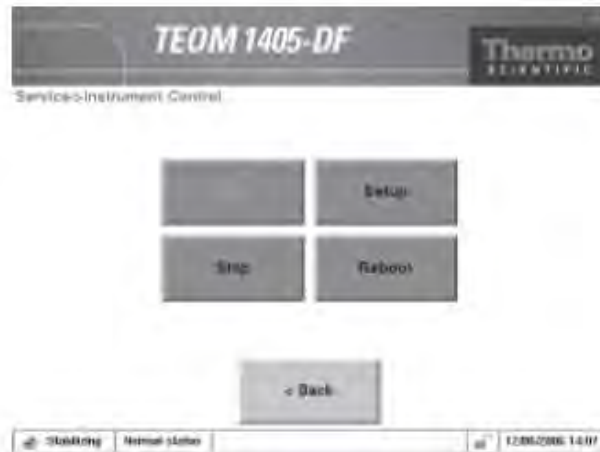 TEOM 1405-DF
Thermo
SCIENTIFIC
Service>Instrument Control
Setup
Stop
Reboot
< Back
Stabilizing
Normal status
12/06/2006 14:07